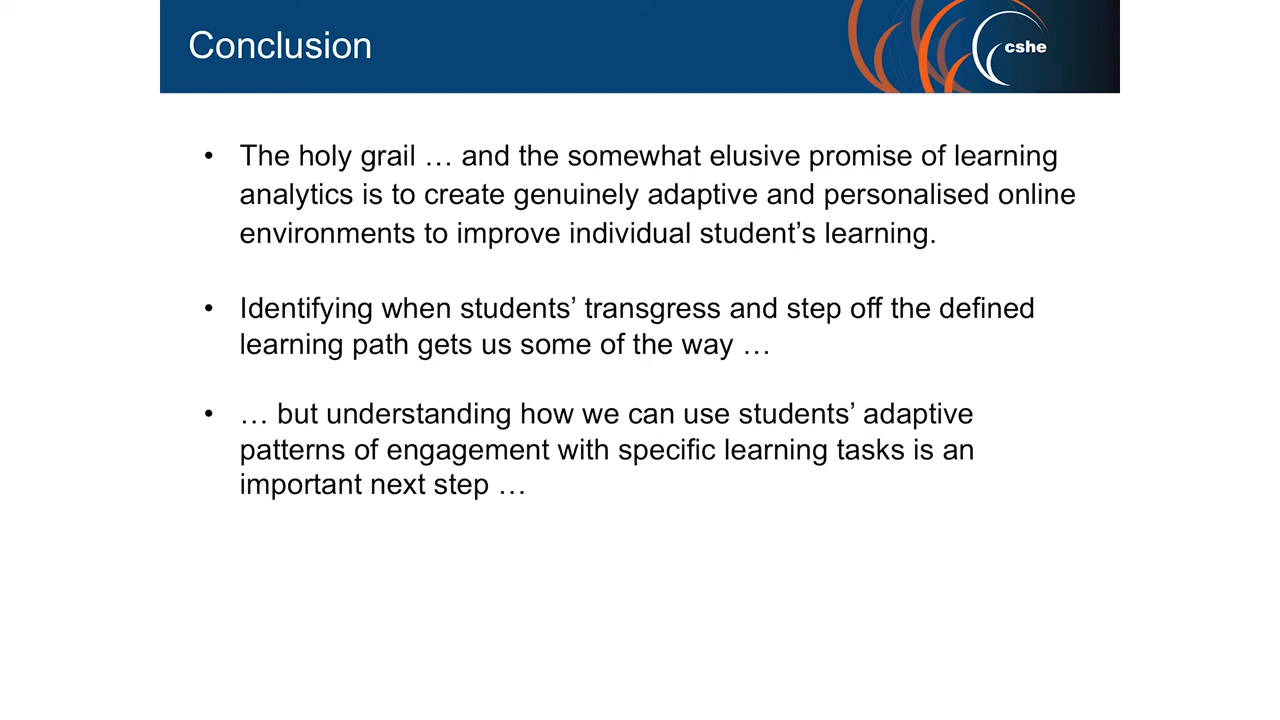 Conclusion
cshe
• The holy grail … and the somewhat elusive promise of learning
analytics is to create genuinely adaptive and personalised online
environments to improve individual student’s learning.
• Identifying when students’ transgress and step off the defined
learning path gets us some of the way …
• … but understanding how we can use students’ adaptive
patterns of engagement with specific learning tasks is an
important next step …